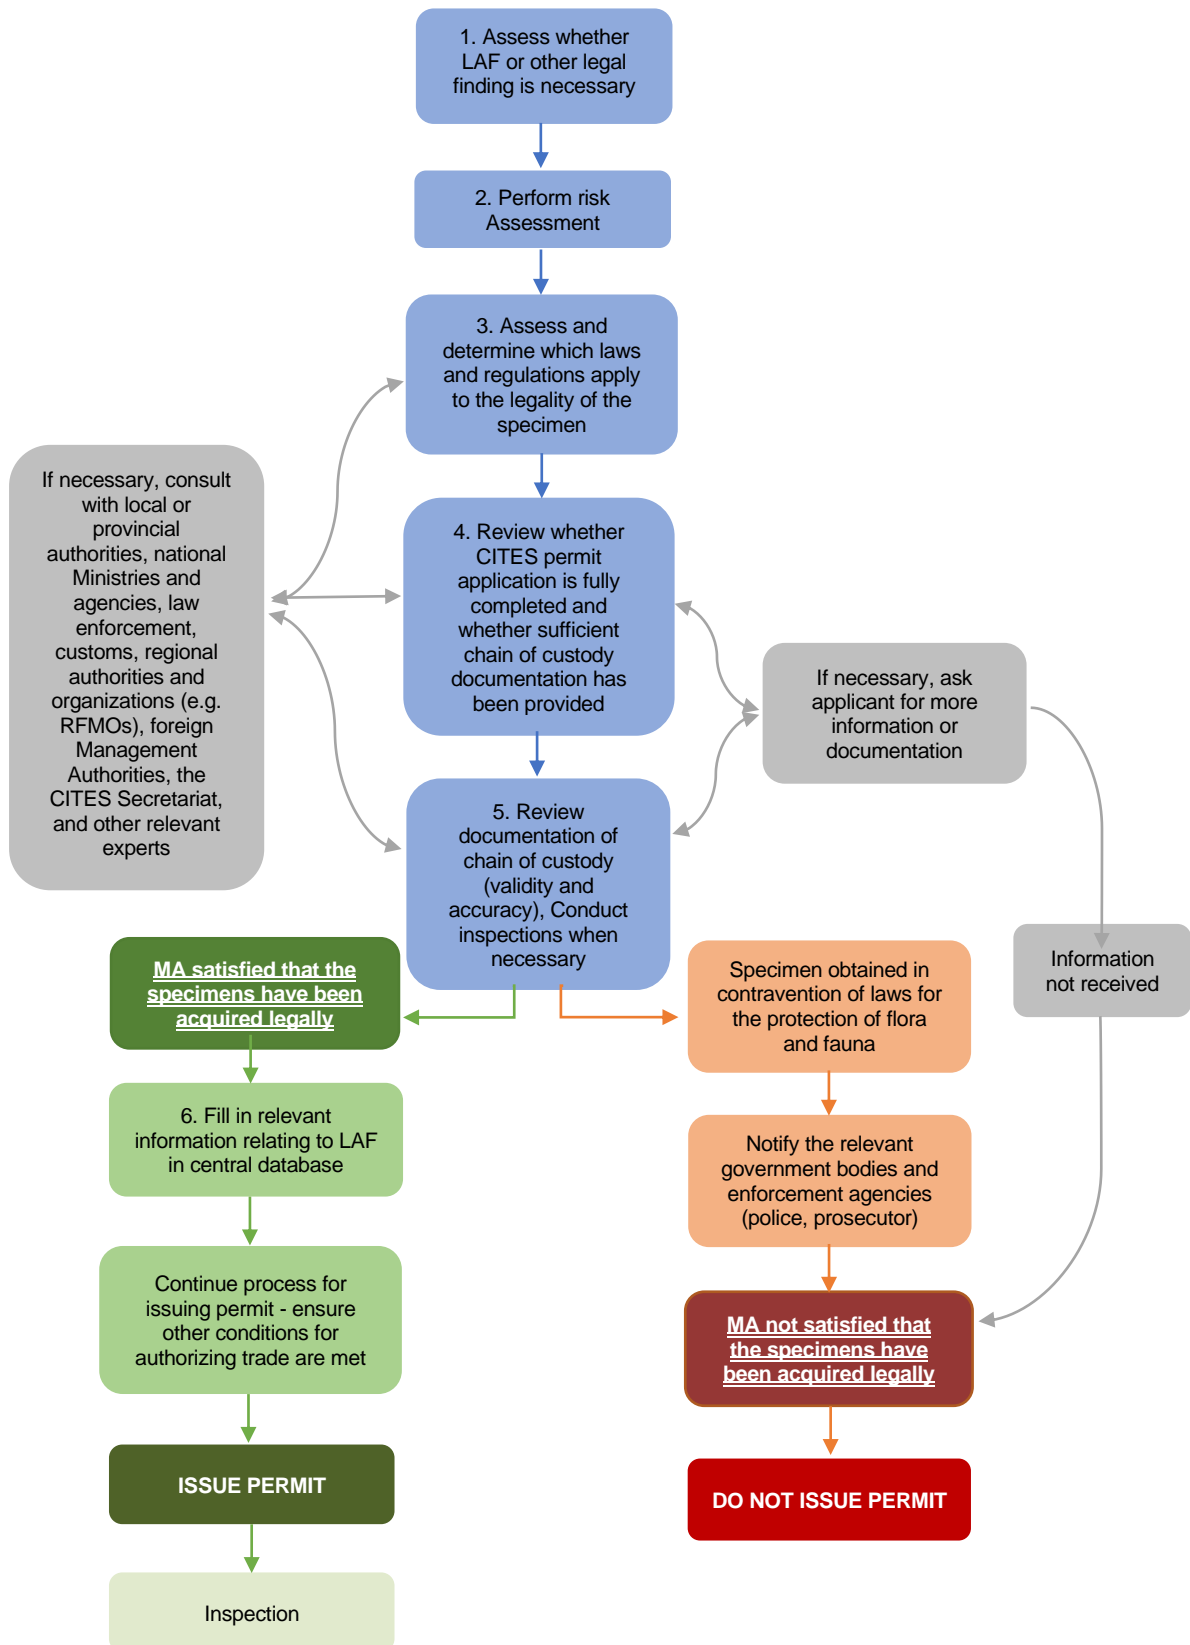 1. Assess whether
LAF or other legal
finding is necessary
2. Perform risk
Assessment
3. Assess and
determine which laws
and regulations apply
to the legality of the
specimen
If necessary, consult
with local or
provincial
authorities, national
Ministries and
agencies, law
enforcement,
customs, regional
authorities and
organizations (e.g.
RFMOs), foreign
Management
Authorities, the
CITES Secretariat,
and other relevant
experts
4. Review whether
CITES permit
application is fully
completed and
whether sufficient
chain of custody
documentation has
been provided
If necessary, ask
applicant for more
information or
documentation
5. Review
documentation of
chain of custody
(validity and
accuracy), Conduct
inspections when
necessary
MA satisfied that the
specimens have been
acquired legally
Specimen obtained in
contravention of laws for
the protection of flora
and fauna
Information
not received
6. Fill in relevant
information relating to LAF
in central database
Notify the relevant
government bodies and
enforcement agencies
(police, prosecutor)
Continue process for
issuing permit - ensure
other conditions for
authorizing trade are met
MA not satisfied that
the specimens have
been acquired legally
ISSUE PERMIT
DO NOT ISSUE PERMIT
Inspection